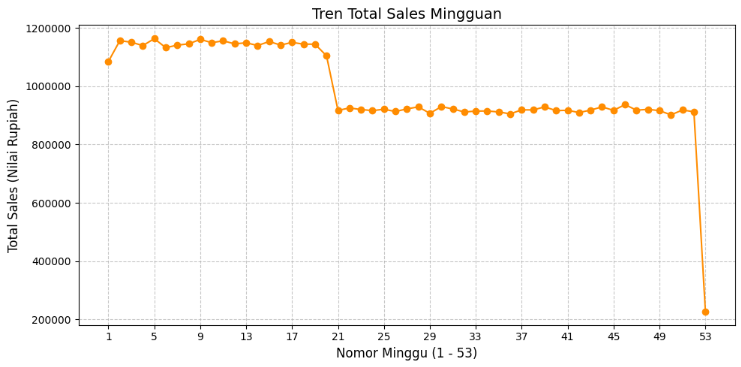 Tren Total Sales Mingguan
Total Sales (Nilai Rupiah)
1200000
1000000
800000
600000
400000
200000
1 5 9 13 17 21 25 29 33 37 41 45 49 53
Nomor Minggu (1 - 53)